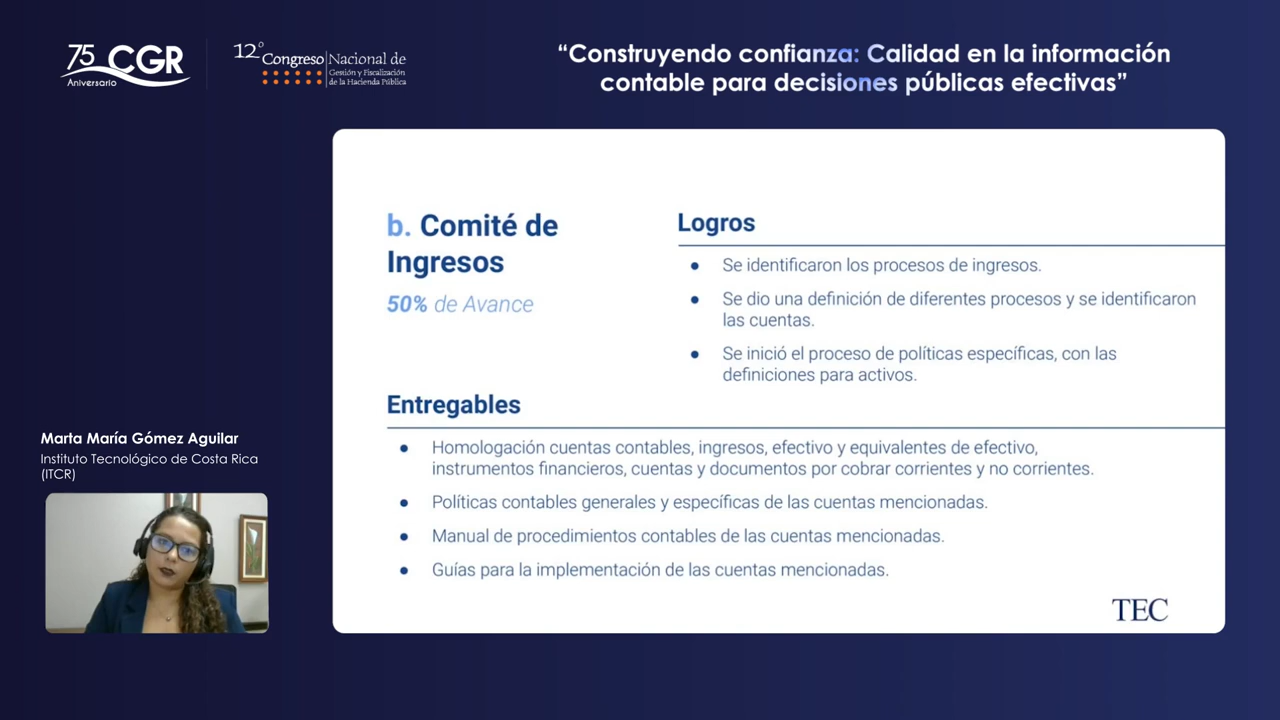 75 CGR
Aniversario
12° Congreso Nacional de
Gestión y Fiscalización
de la Hacienda Pública
“Construyendo confianza: Calidad en la información
contable para decisiones públicas efectivas”
b. Comité de
Ingresos
50% de Avance
Logros
● Se identificaron los procesos de ingresos.
● Se dio una definición de diferentes procesos y se identificaron
las cuentas.
● Se inició el proceso de políticas específicas, con las
definiciones para activos.
Entregables
● Homologación cuentas contables, ingresos, efectivo y equivalentes de efectivo,
instrumentos financieros, cuentas y documentos por cobrar corrientes y no corrientes.
● Políticas contables generales y específicas de las cuentas mencionadas.
● Manual de procedimientos contables de las cuentas mencionadas.
● Guías para la implementación de las cuentas mencionadas.
TEC
Marta María Gómez Aguilar
Instituto Tecnológico de Costa Rica
(ITCR)